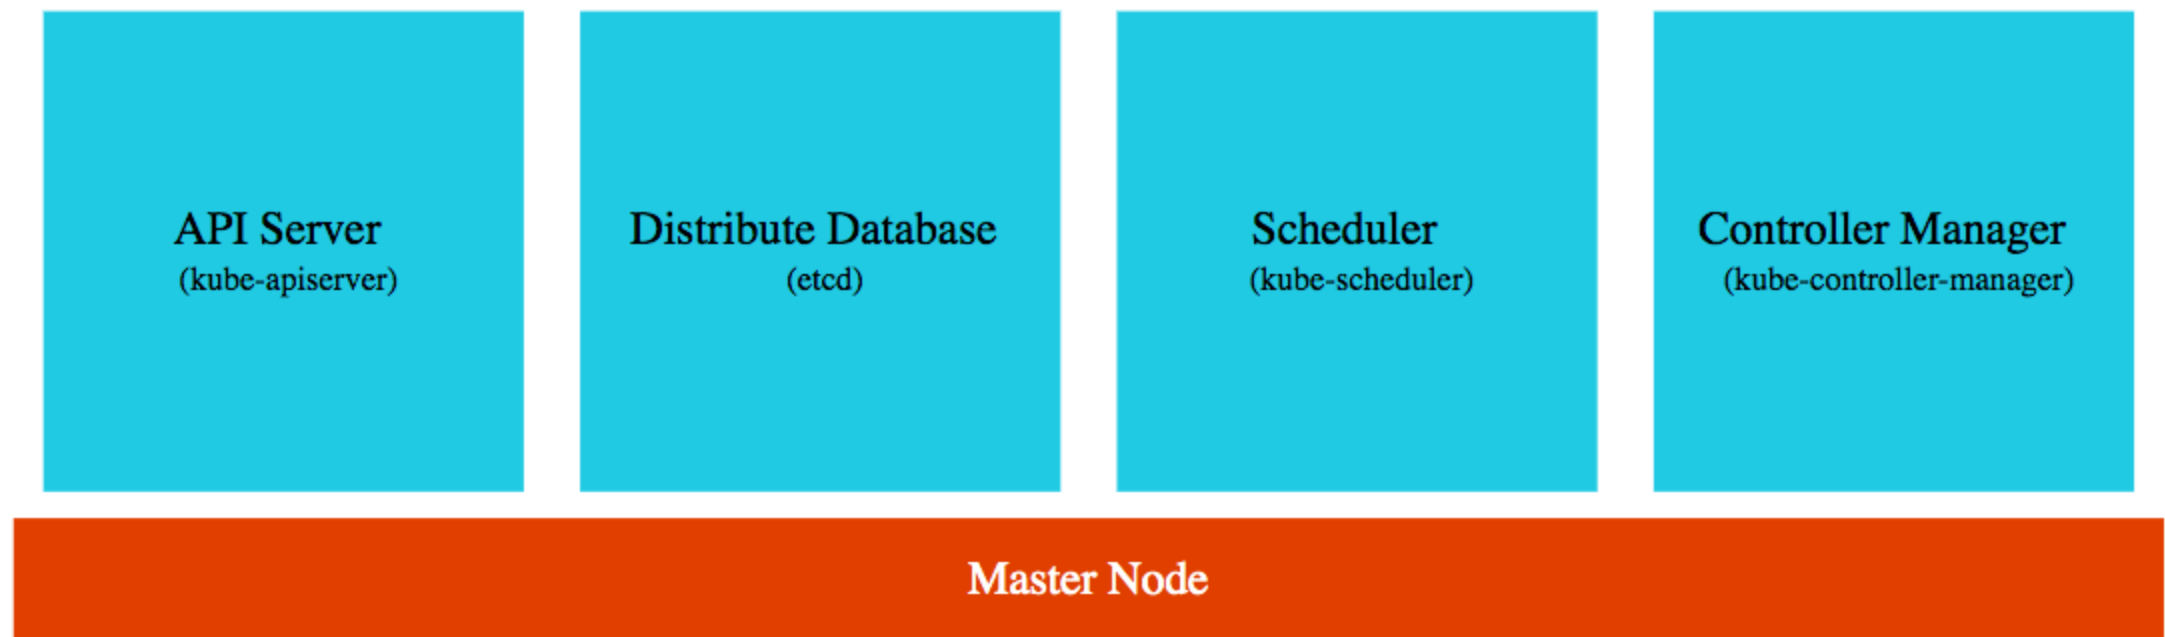 API Server
(kube-apiserver)
Distribute Database
(etcd)
Scheduler
(kube-scheduler)
Controller Manager
(kube-controller-manager)
Master Node